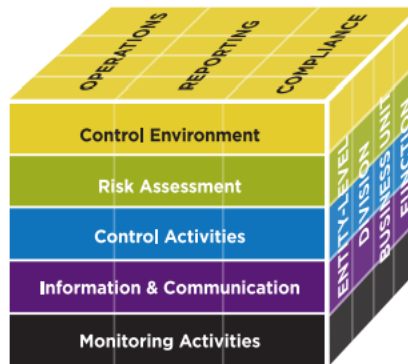 OPERATIONS
REPORTING
COMPLIANCE
Control Environment
Risk Assessment
Control Activities
Information & Communication
Monitoring Activities
ENTITY-LEVEL
DIVISION
BUSINESS UNIT
FUNCTION